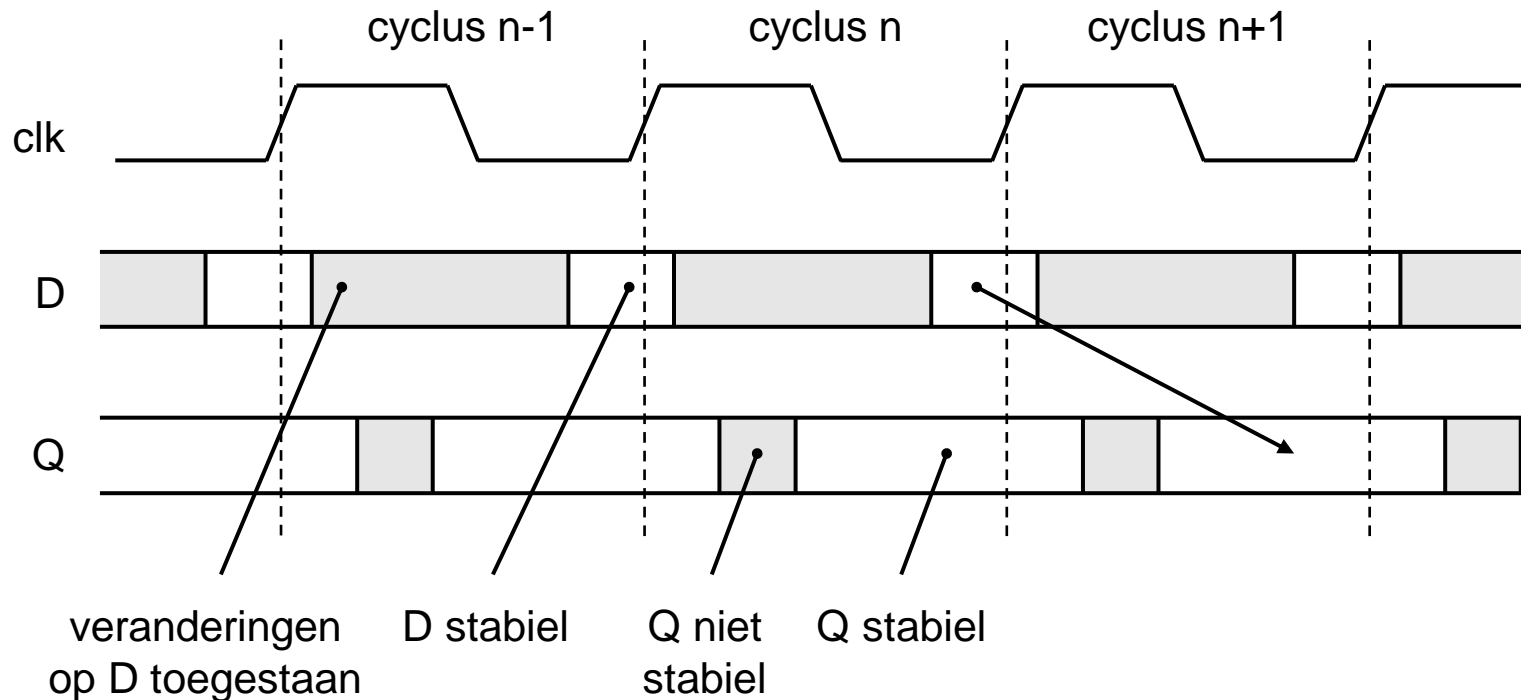 cyclus n-1
cyclus n
cyclus n+1
clk
D
Q
veranderingen
op D toegestaan
D stabiel
Q niet
stabiel
Q stabiel